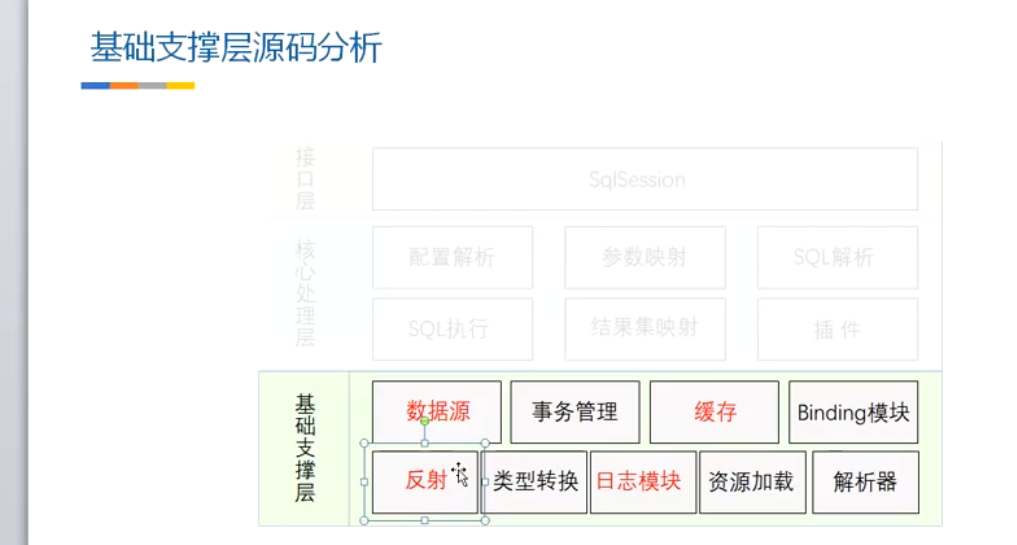 基础支撑层源码分析
接口层
SqlSession
核心处理层
配置解析
参数映射
SQL解析
SQL执行
结果集映射
插 件
基础支撑层
数据源
事务管理
缓存
Binding模块
反射
类型转换
日志模块
资源加载
解析器